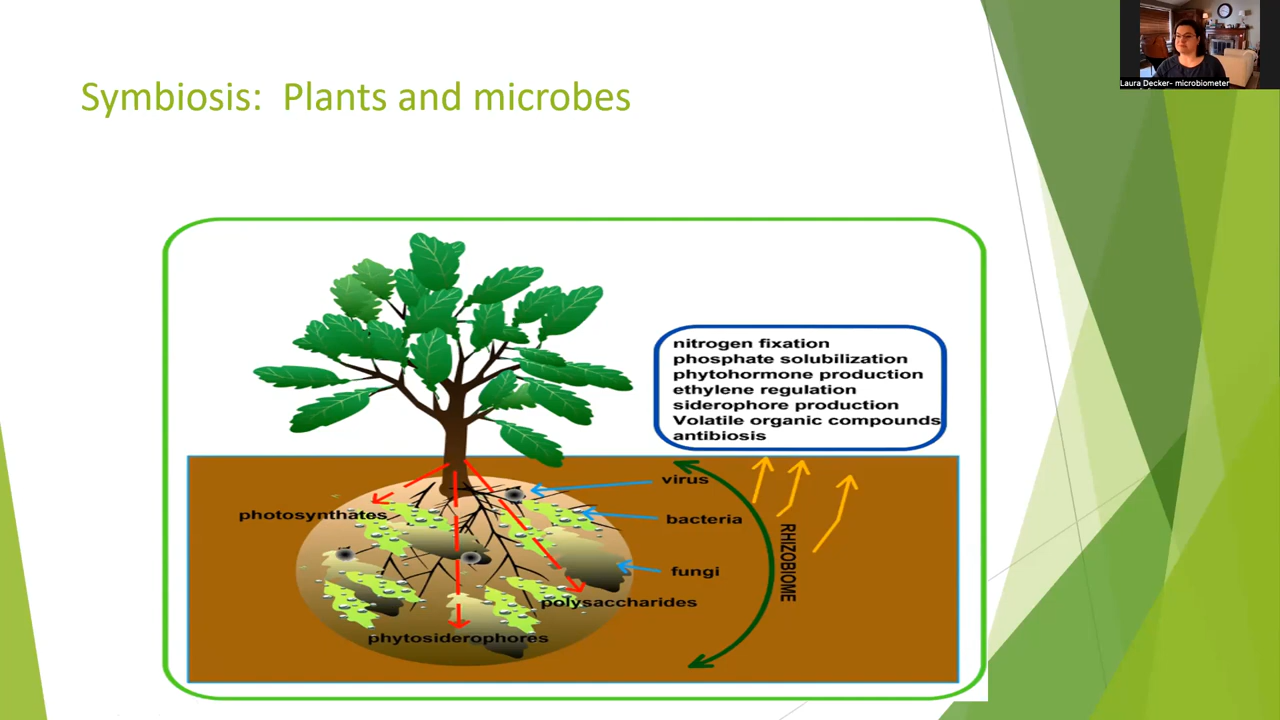 Laura Decker- microbiometer
Symbiosis:  Plants and microbes
nitrogen fixation
phosphate solubilization
phytohormone production
ethylene regulation
siderophore production
Volatile organic compounds
antibiosis
virus
photosynthates
bacteria
RHIZOBIOME
fungi
polysaccharides
phytosiderophores